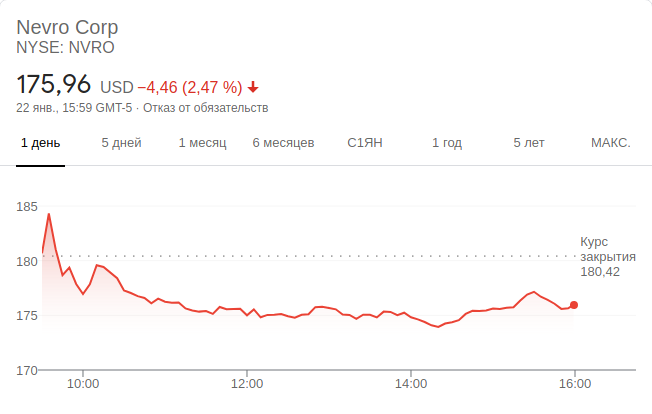 Nevro Corp
NYSE: NVRO
175,96 USD −4,46 (2,47 %)
22 янв., 15:59 GMT-5 · Отказ от обязательств
1 день 5 дней 1 месяц 6 месяцев С1ЯН 1 год 5 лет МАКС.
185
Курс
180 закрытия
180,42
175
170
10:00 12:00 14:00 16:00